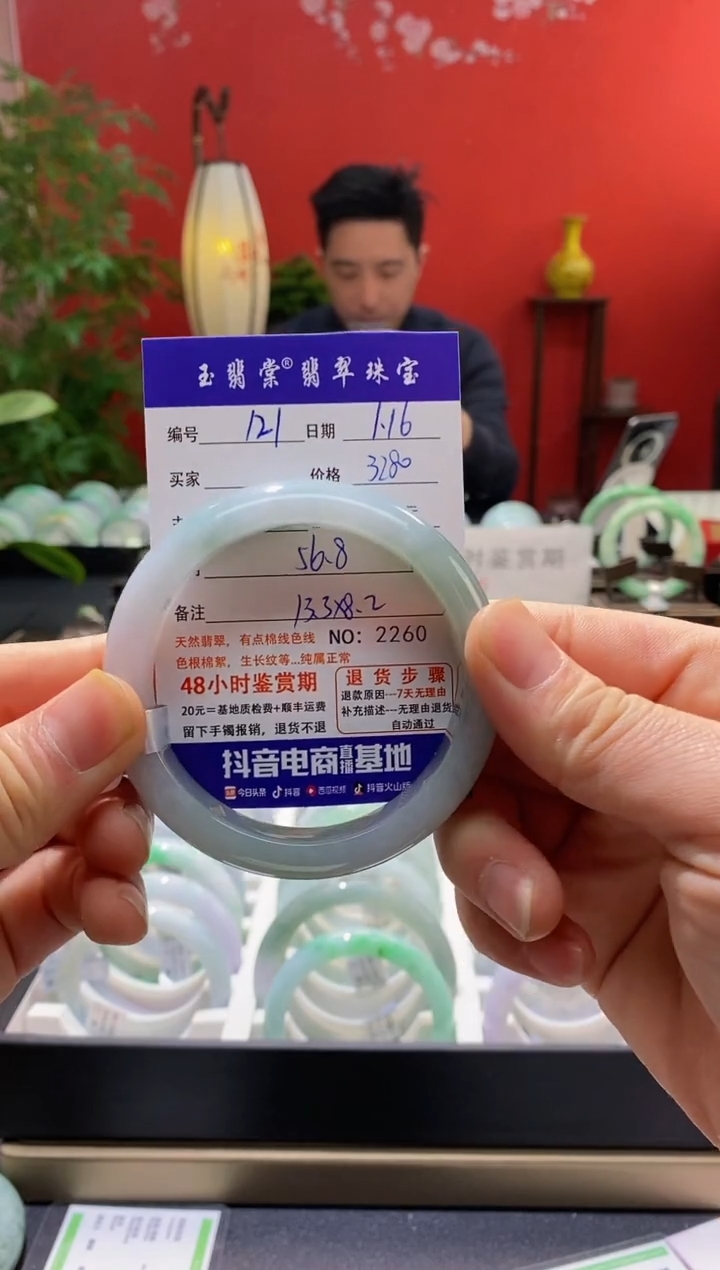 玉翡棠®翡翠珠宝
编号 121 日期 1.16
买家 价格 3280
56.8
备注 13.3×8.2
天然翡翠，有点棉线色线 NO: 2260
色根棉絮，生长纹等...纯属正常
48小时鉴赏期
20元=基地质检费+顺丰运费
留下手镯报销，退货不退
退货步骤
退款原因---7天无理由
补充描述---无理由退货
自动通过
抖音电商直播基地
今日头条 抖音 西瓜视频 抖音火山版
时鉴赏期